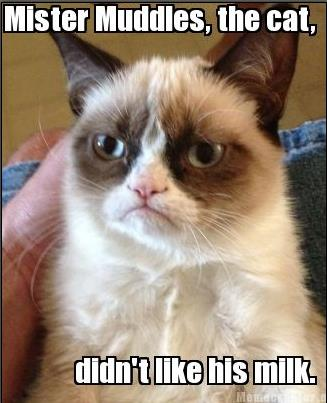 Mister Muddles, the cat,
didn't like his milk.